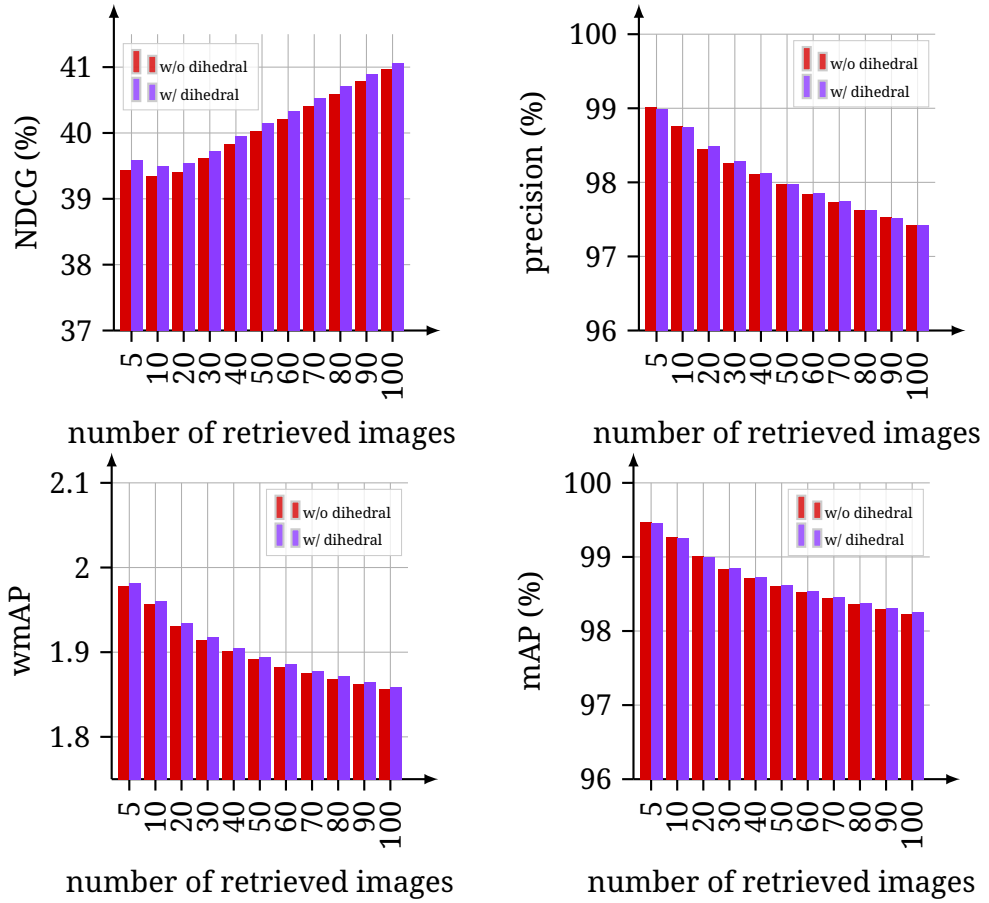 NDCG (%)
41
40
39
38
37
w/o dihedral
w/ dihedral
5 10 20 30 40 50 60 70 80 90 100
number of retrieved images
precision (%)
100
99
98
97
96
w/o dihedral
w/ dihedral
5 10 20 30 40 50 60 70 80 90 100
number of retrieved images
wmAP
2.1
2
1.9
1.8
w/o dihedral
w/ dihedral
5 10 20 30 40 50 60 70 80 90 100
number of retrieved images
mAP (%)
100
99
98
97
96
w/o dihedral
w/ dihedral
5 10 20 30 40 50 60 70 80 90 100
number of retrieved images